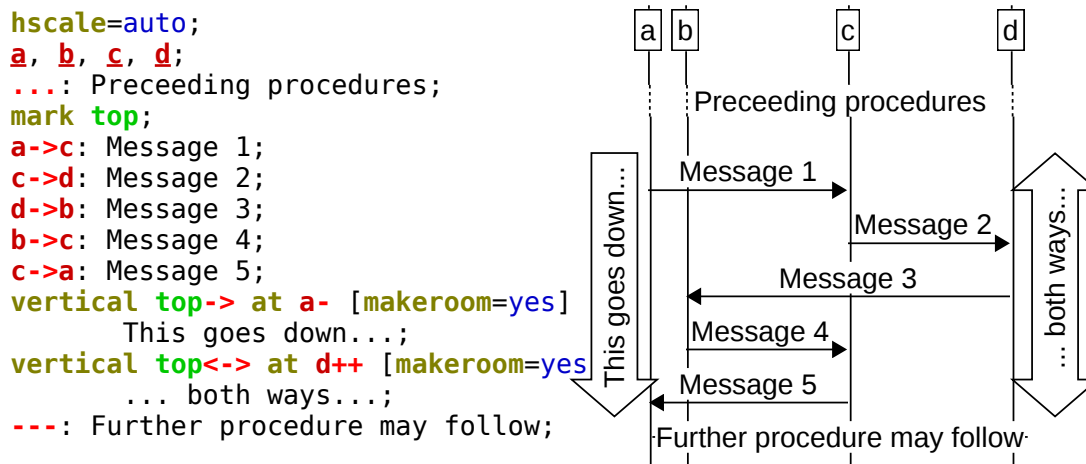 hscale=auto;
a, b, c, d;
...: Preceeding procedures;
mark top;
a->c: Message 1;
c->d: Message 2;
d->b: Message 3;
b->c: Message 4;
c->a: Message 5;
vertical top-> at a- [makeroom=yes]
This goes down...;
vertical top<-> at d++ [makeroom=yes
... both ways...;
---: Further procedure may follow;
a b c d
Preceeding procedures
Message 1
Message 2
Message 3
Message 4
Message 5
This goes down...
... both ways...
Further procedure may follow